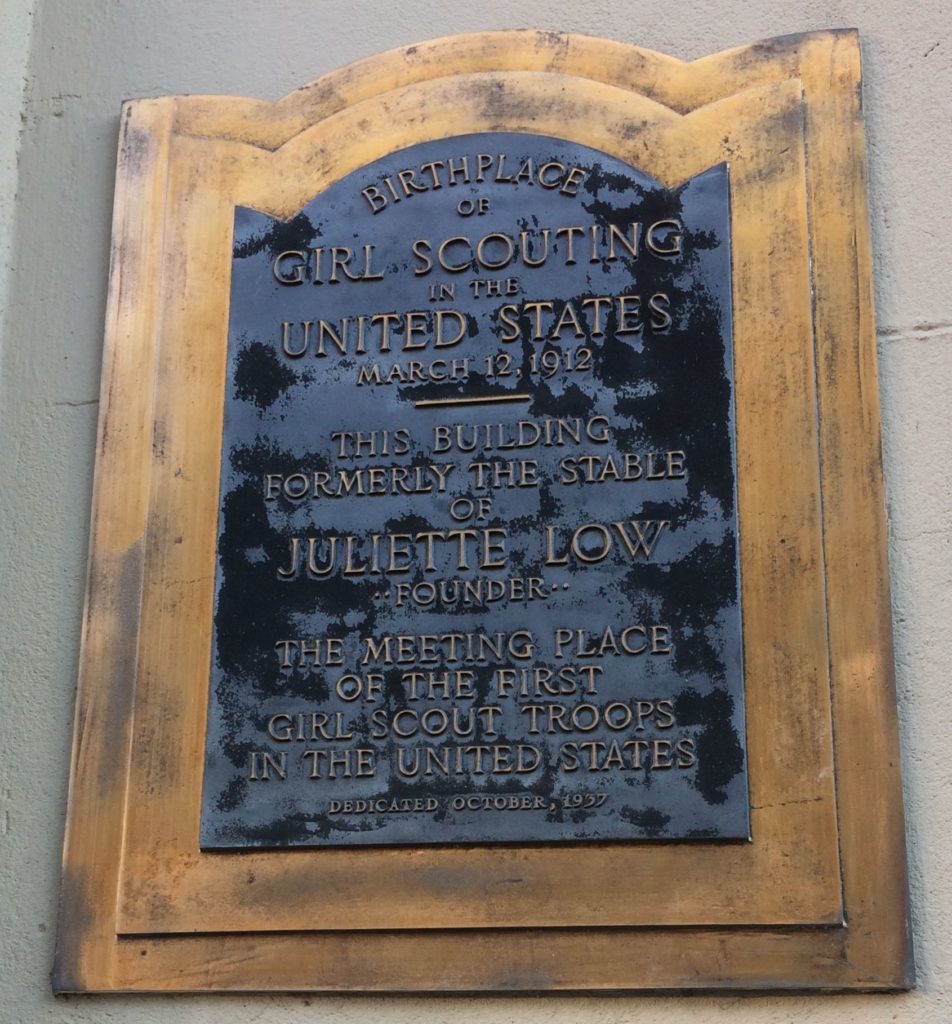 BIRTHPLACE
OF
GIRL SCOUTING
IN THE
UNITED STATES
MARCH 12, 1912
THIS BUILDING
FORMERLY THE STABLE
OF
JULIETTE LOW
··FOUNDER··
THE MEETING PLACE
OF THE FIRST
GIRL SCOUT TROOPS
IN THE UNITED STATES
DEDICATED OCTOBER, 1937